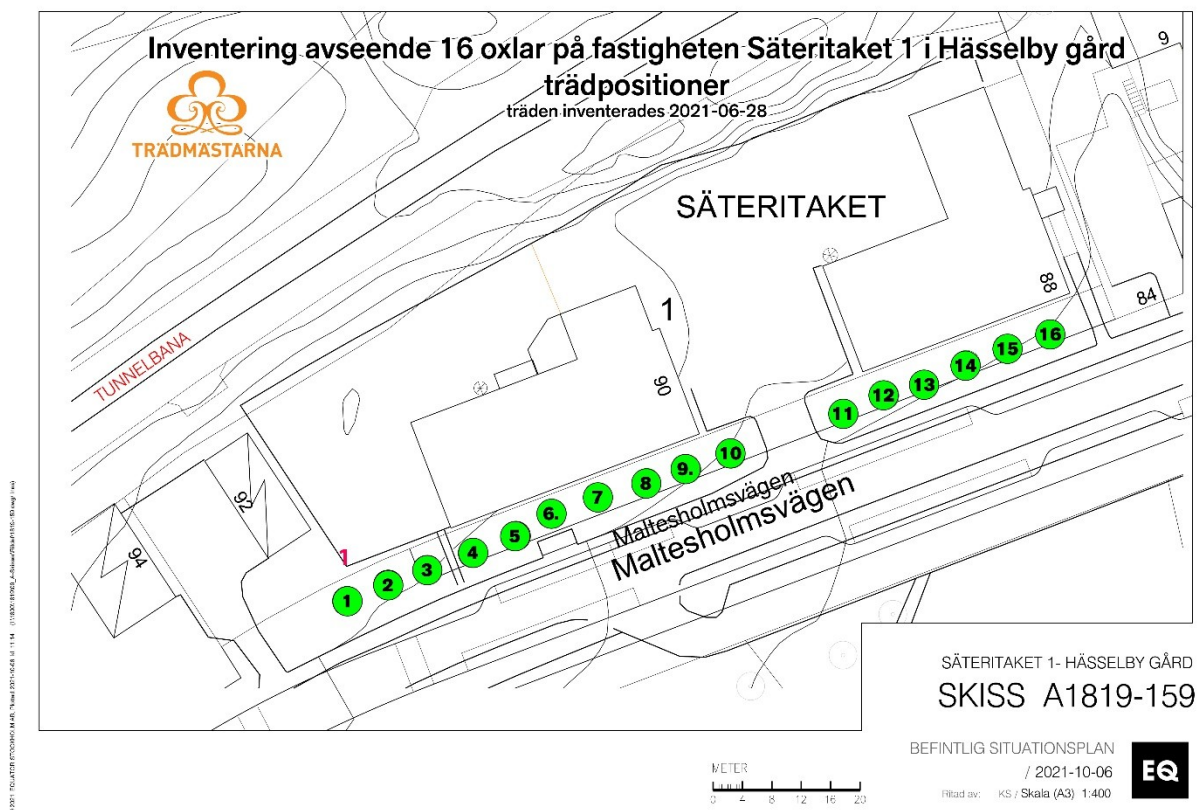 Inventering avseende 16 oxlar på fastigheten Säteritaket 1 i Hässelby gård
trädpositioner
träden inventerades 2021-06-28
TRÄDMÄSTARNA
9
SÄTERITAKET
TUNNELBANA
1
88
84
90
92
94
1
1
2
3
4
5
6.
7
8
9.
10
11
12
13
14
15
16
Maltesholmsvägen
Maltesholmsvägen
SÄTERITAKET 1- HÄSSELBY GÅRD
SKISS A1819-159
BEFINTLIG SITUATIONSPLAN
/ 2021-10-06
Ritad av: KS / Skala (A3) 1:400
EQ
METER
0 4 8 12 16 20